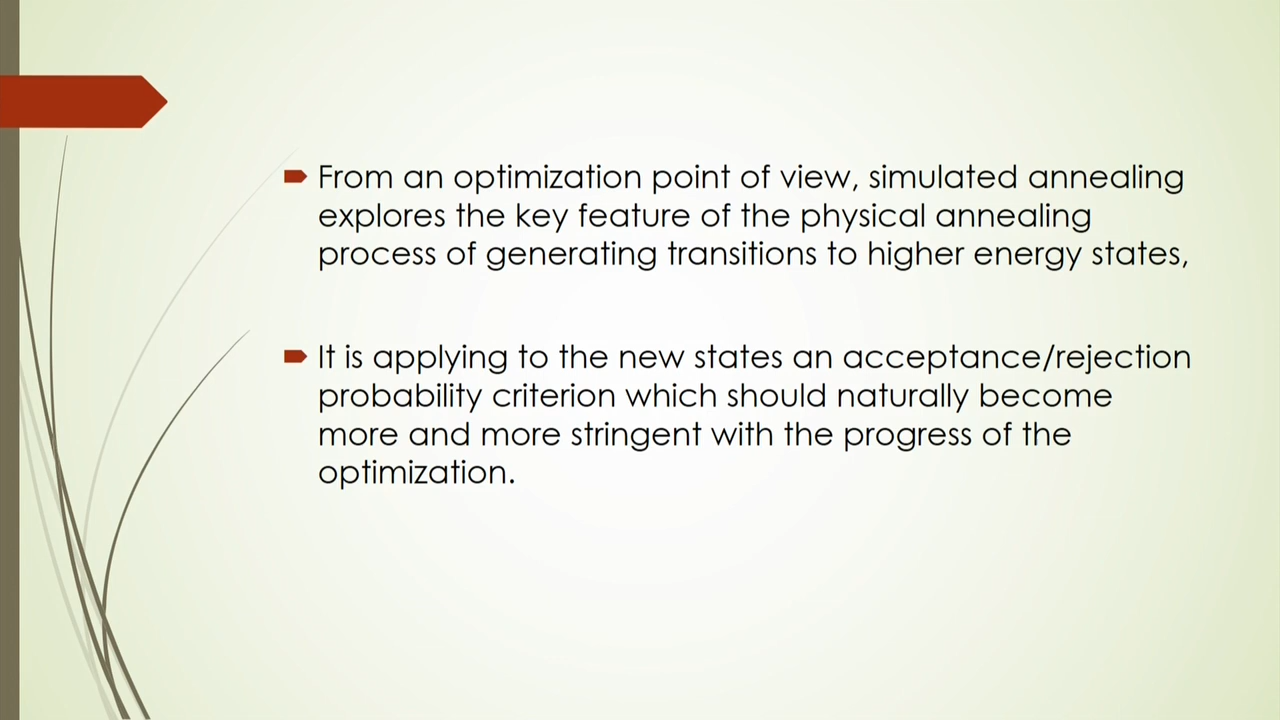 From an optimization point of view, simulated annealing
explores the key feature of the physical annealing
process of generating transitions to higher energy states,
It is applying to the new states an acceptance/rejection
probability criterion which should naturally become
more and more stringent with the progress of the
optimization.